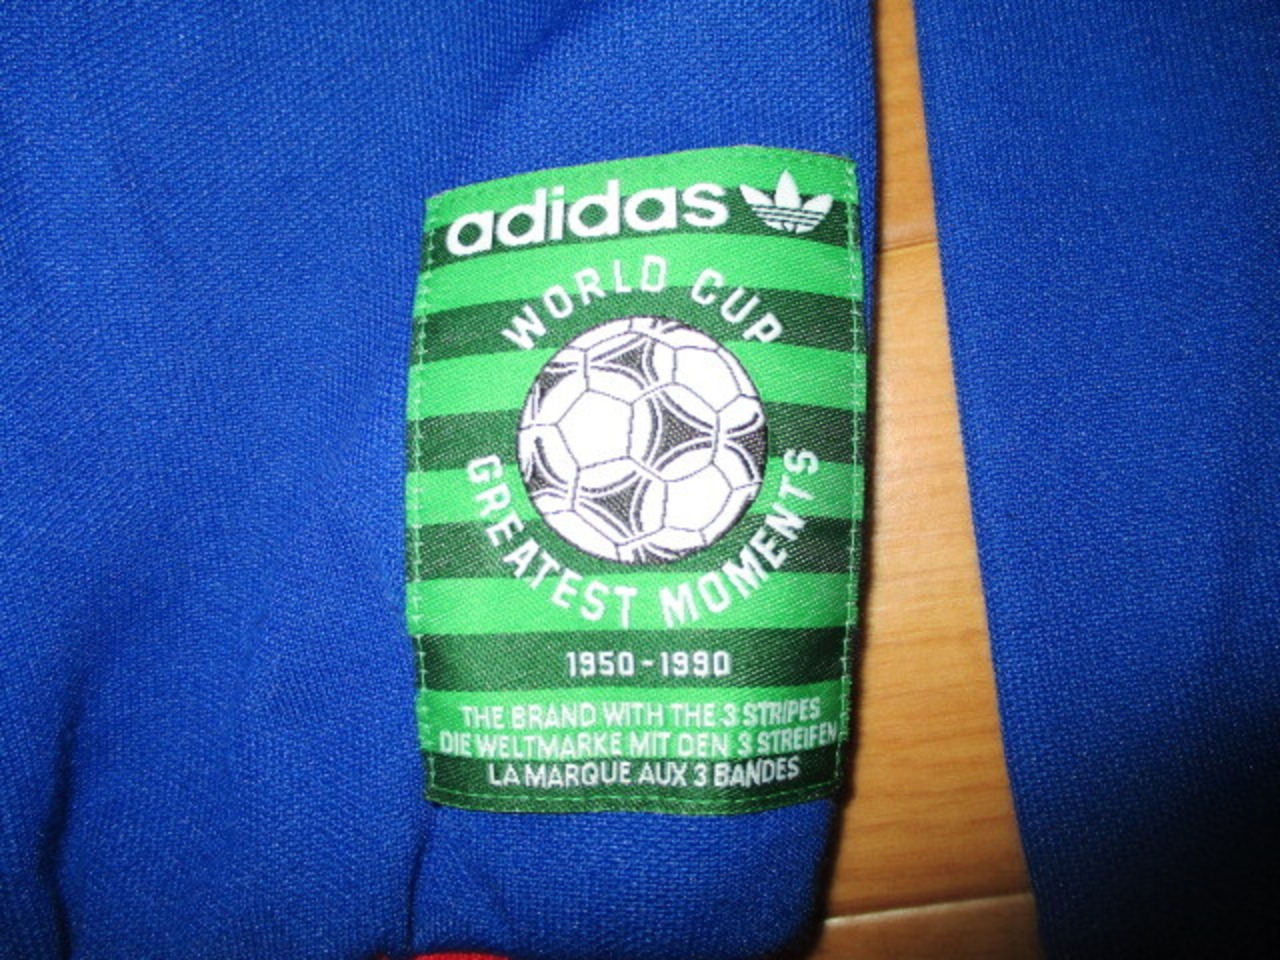 adidas
WORLD CUP
GREATEST MOMENTS
1950-1990
THE BRAND WITH THE 3 STRIPES
DIE WELTMARKE MIT DEN 3 STREIFEN
LA MARQUE AUX 3 BANDES